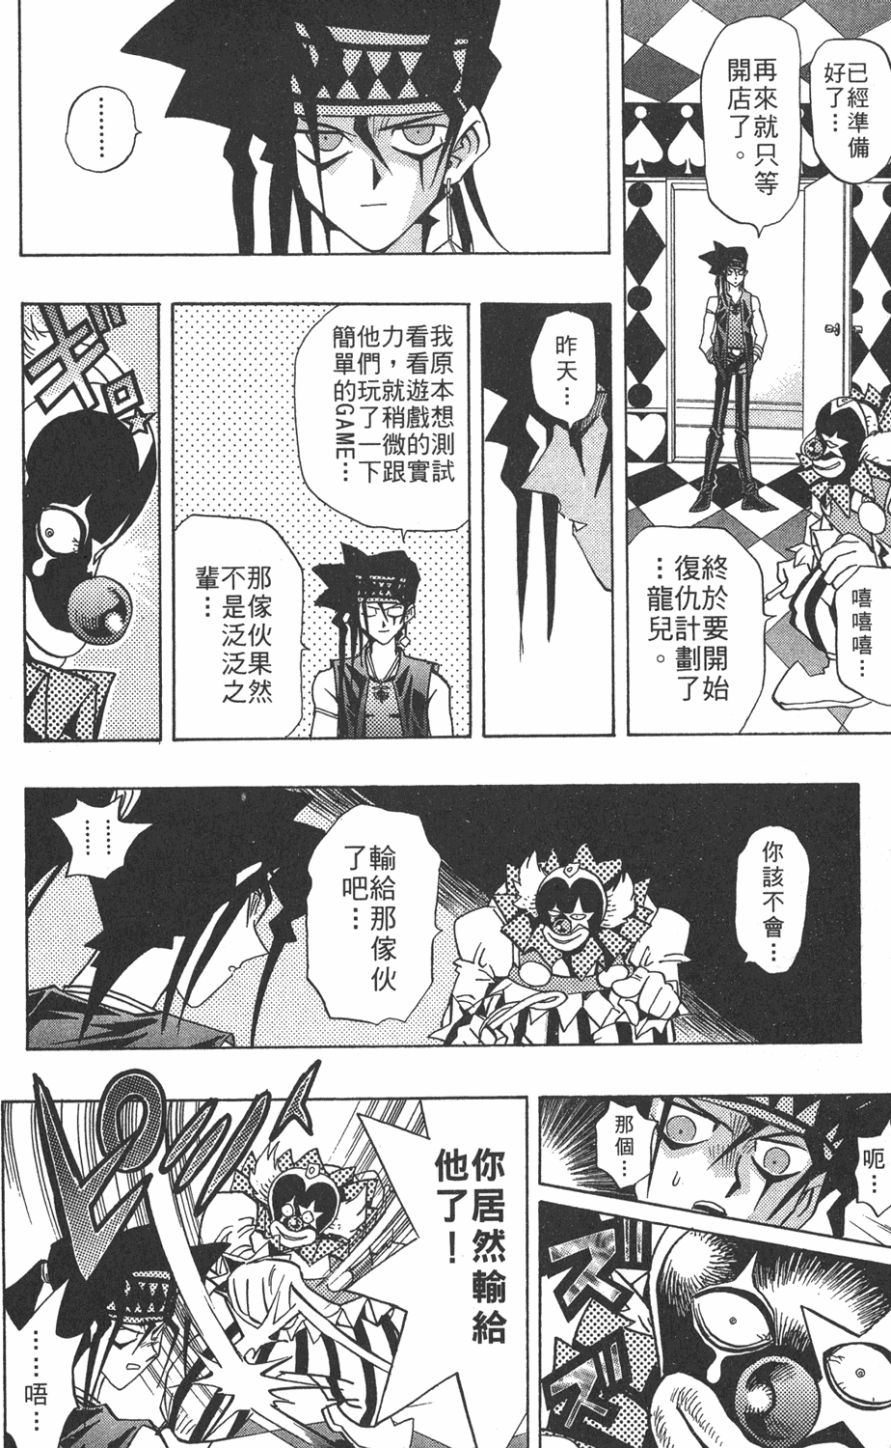 已經準備
好了…
再來就只等
開店了。
嘻嘻嘻…
終於要開始
復仇計劃了
…龍兒。
……
昨天…
我原本想測試
看看遊戲的實
力，就稍微跟
他們玩了一下
簡單的GAME…
那傢伙果然
不是泛泛之
輩…
ギロ
你該不會…
輸給那傢伙
了吧…
……
呃…
那個…
ズ
ズ
你居然輸給
他了！
……唔…